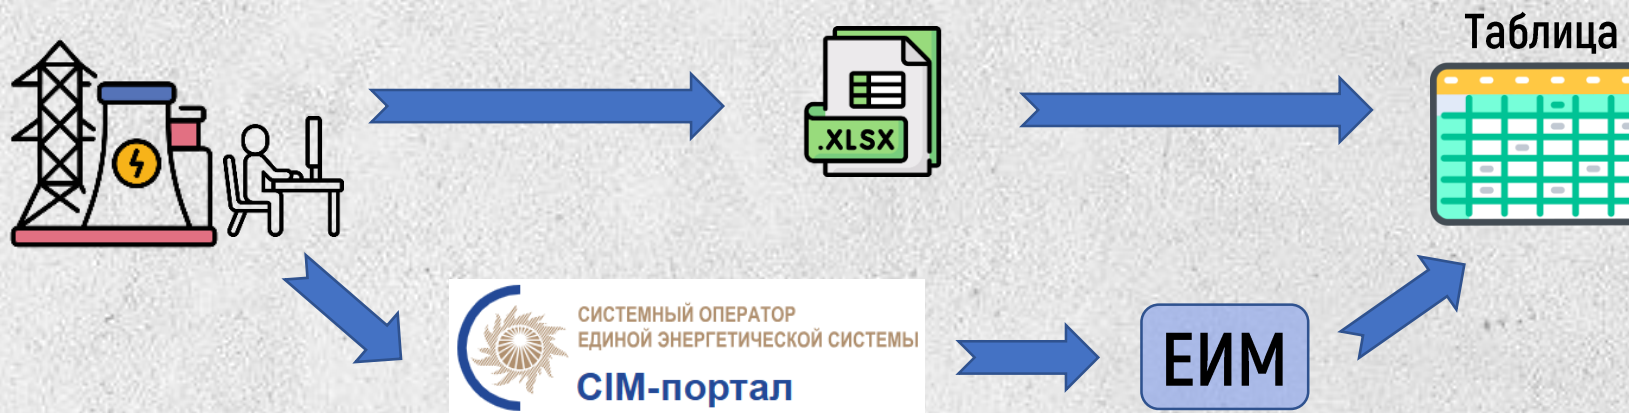 Таблица
.XLSX
СИСТЕМНЫЙ ОПЕРАТОР
ЕДИНОЙ ЭНЕРГЕТИЧЕСКОЙ СИСТЕМЫ
CIM-портал
ЕИМ